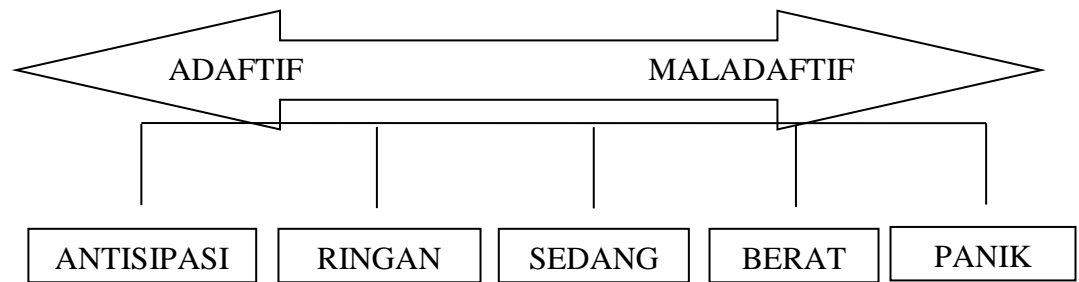 ADAFTIF MALADAFTIF
ANTISIPASI RINGAN SEDANG BERAT PANIK